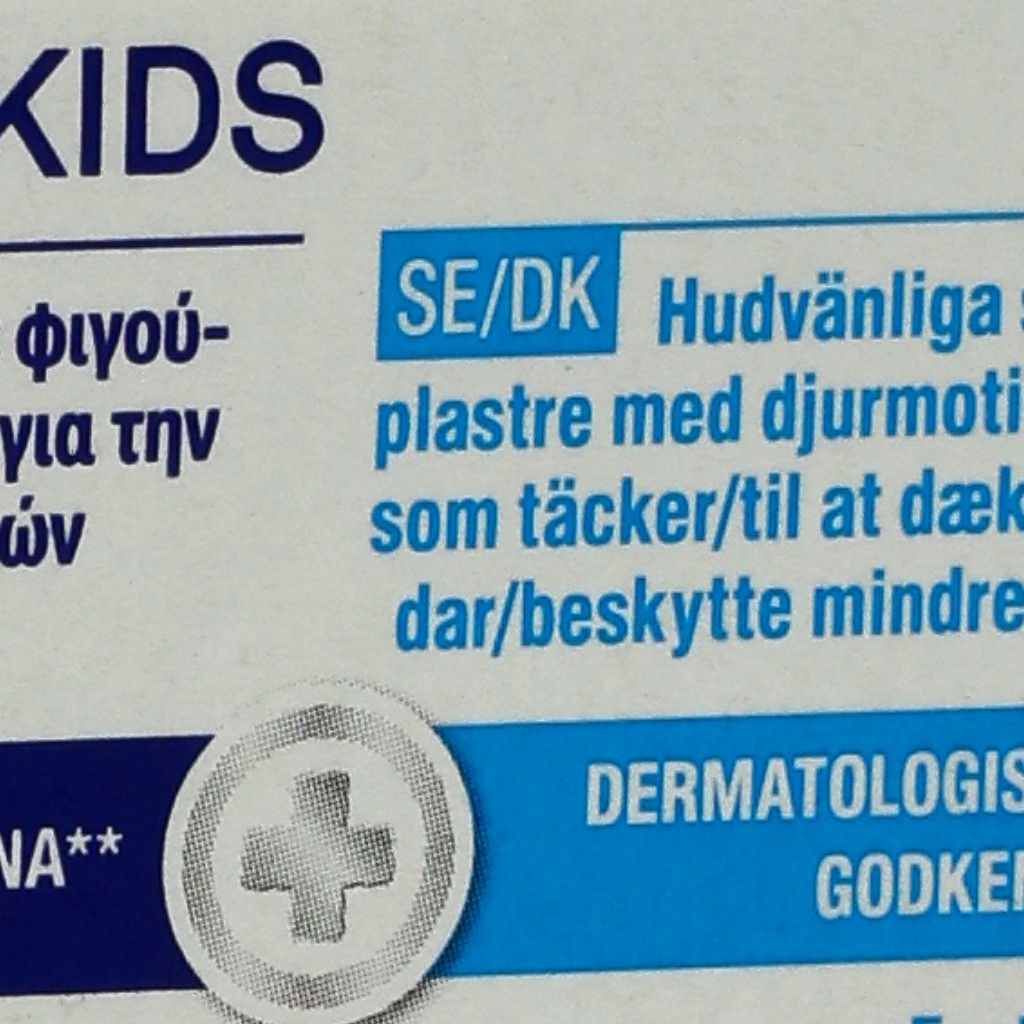 KIDS
φιγού-
για την
SE/DK Hudvänliga
plastre med djurmoti
som täcker/til at dæk
dar/beskytte mindre
NA**
DERMATOLOGIS
GODKE